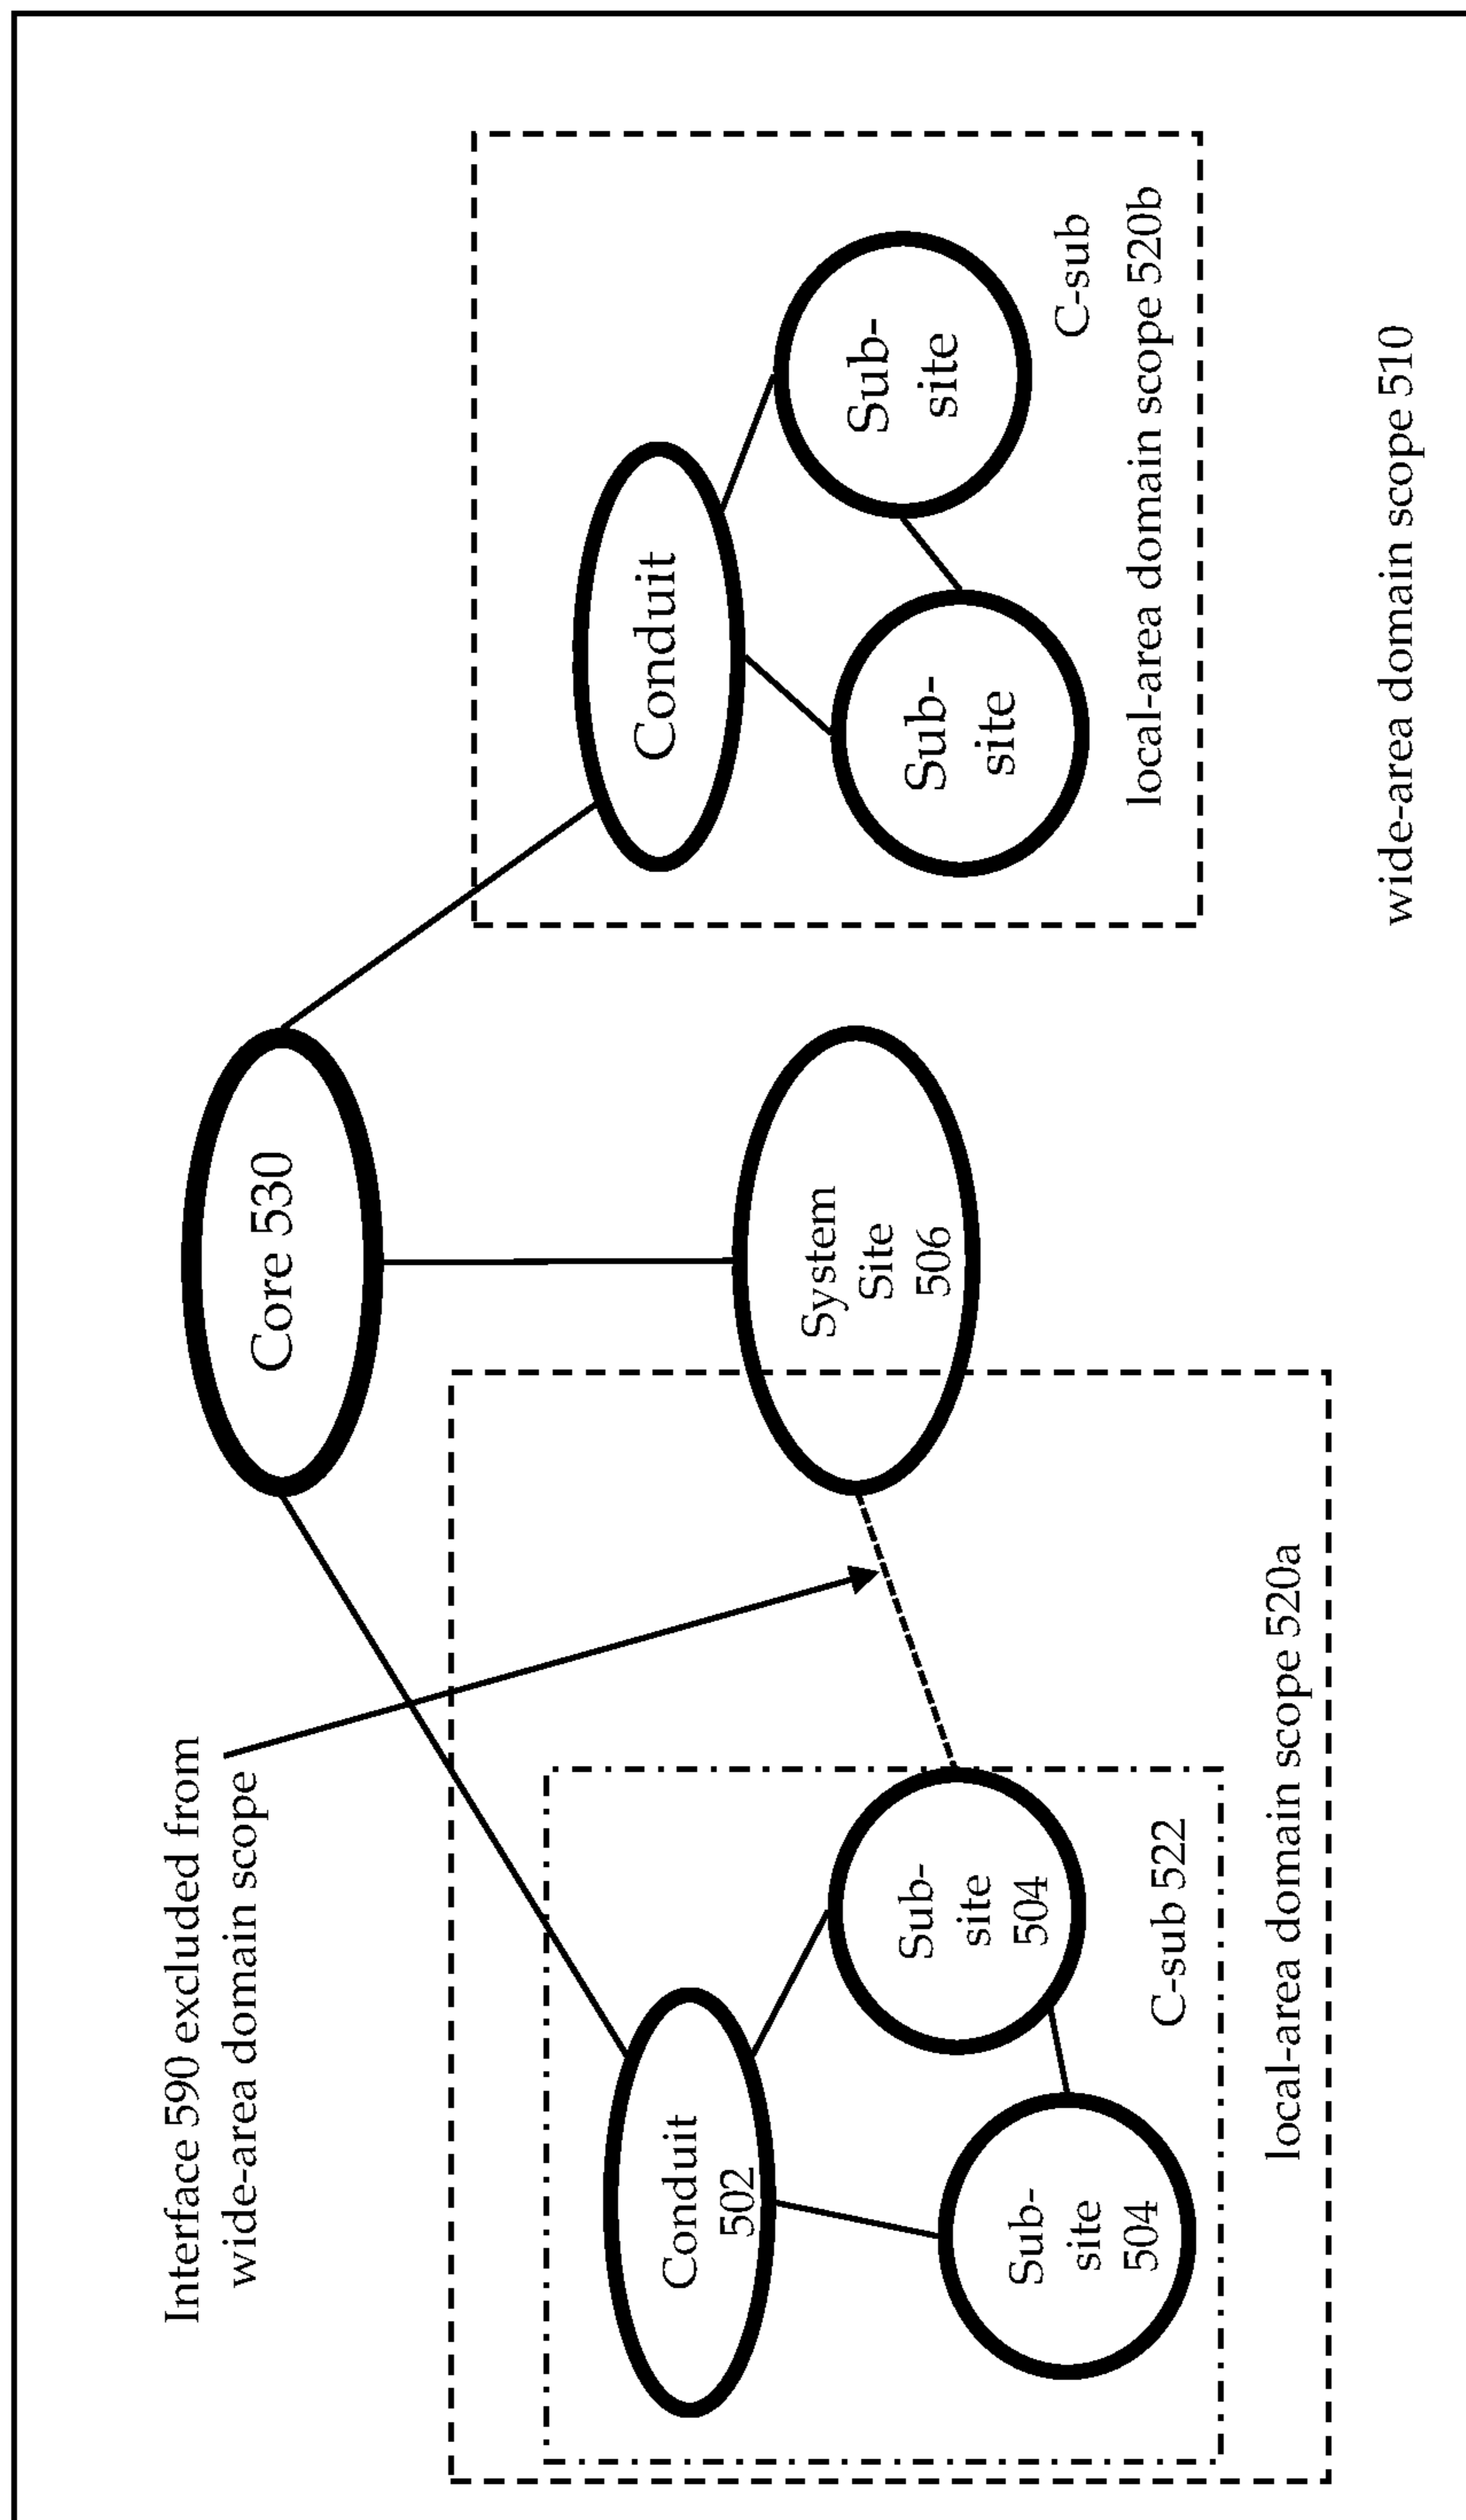 Interface 590 excluded from
wide-area domain scope
Core 530
Conduit
502
Sub-
site
504
Sub-
site
504
C-sub 522
local-area domain scope 520a
System
Site
506
Conduit
Sub-
site
Sub-
site
C-sub
local-area domain scope 520b
wide-area domain scope 510